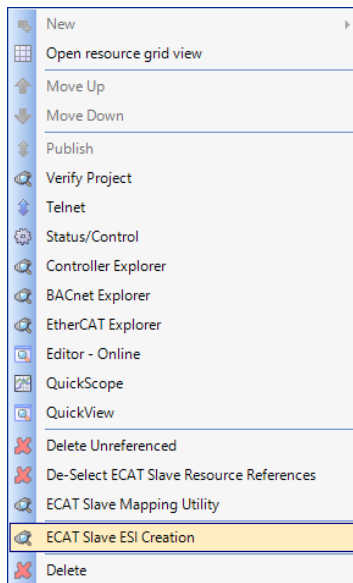 New
Open resource grid view
Move Up
Move Down
Publish
Verify Project
Telnet
Status/Control
Controller Explorer
BACnet Explorer
EtherCAT Explorer
Editor - Online
QuickScope
QuickView
Delete Unreferenced
De-Select ECAT Slave Resource References
ECAT Slave Mapping Utility
ECAT Slave ESI Creation
Delete